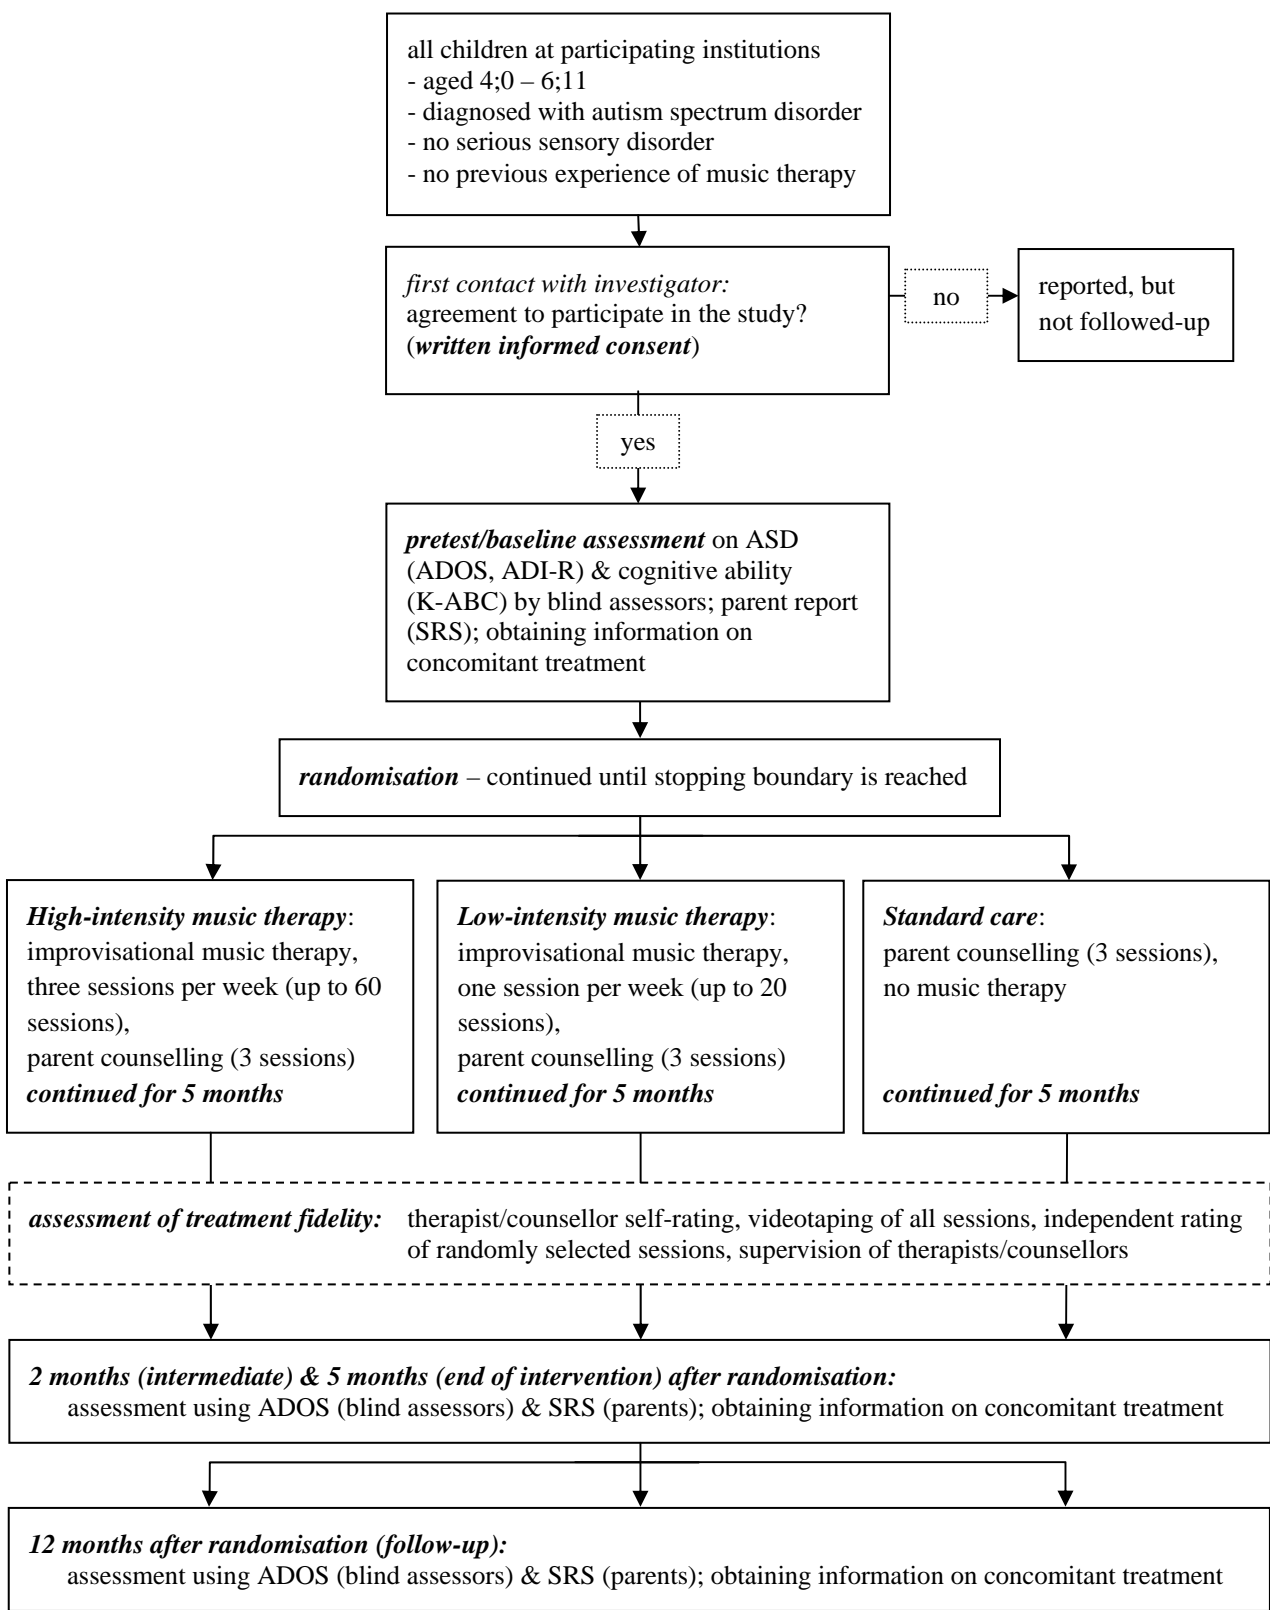 all children at participating institutions
- aged 4;0 – 6;11
- diagnosed with autism spectrum disorder
- no serious sensory disorder
- no previous experience of music therapy
first contact with investigator:
agreement to participate in the study?
(written informed consent)
no
reported, but
not followed-up
yes
pretest/baseline assessment on ASD
(ADOS, ADI-R) & cognitive ability
(K-ABC) by blind assessors; parent report
(SRS); obtaining information on
concomitant treatment
randomisation – continued until stopping boundary is reached
High-intensity music therapy:
improvisational music therapy,
three sessions per week (up to 60
sessions),
parent counselling (3 sessions)
continued for 5 months
Low-intensity music therapy:
improvisational music therapy,
one session per week (up to 20
sessions),
parent counselling (3 sessions)
continued for 5 months
Standard care:
parent counselling (3 sessions),
no music therapy
continued for 5 months
assessment of treatment fidelity: therapist/counsellor self-rating, videotaping of all sessions, independent rating
of randomly selected sessions, supervision of therapists/counsellors
2 months (intermediate) & 5 months (end of intervention) after randomisation:
assessment using ADOS (blind assessors) & SRS (parents); obtaining information on concomitant treatment
12 months after randomisation (follow-up):
assessment using ADOS (blind assessors) & SRS (parents); obtaining information on concomitant treatment